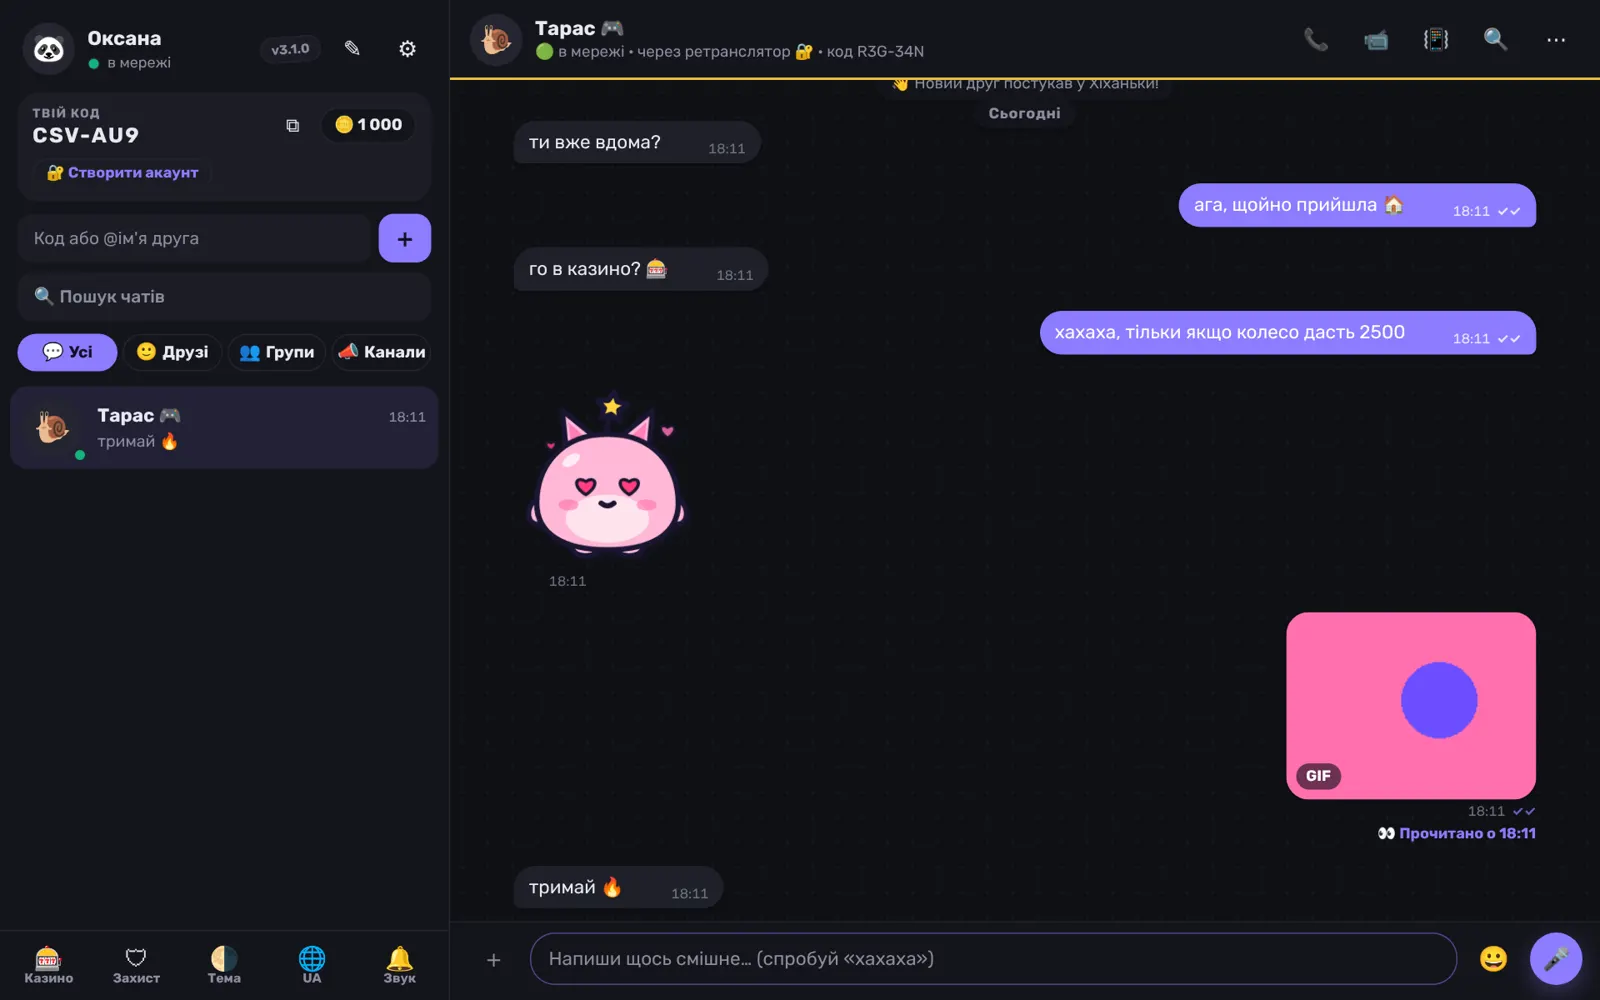 Оксана
в мережі
v3.1.0
ТВІЙ КОД
CSV-AU9
1 000
Створити акаунт
Код або @ім'я друга
+
Пошук чатів
Усі
Друзі
Групи
Канали
Тарас
18:11
тримай
Казино
Захист
Тема
UA
Звук
Тарас
в мережі • через ретранслятор • код R3G-34N
Новий друг постукав у Хіханьки!
Сьогодні
ти вже вдома? 18:11
ага, щойно прийшла 18:11
го в казино? 18:11
хахаха, тільки якщо колесо дасть 2500 18:11
18:11
GIF
18:11
Прочитано о 18:11
тримай 18:11
Напиши щось смішне… (спробуй «хахаха»)